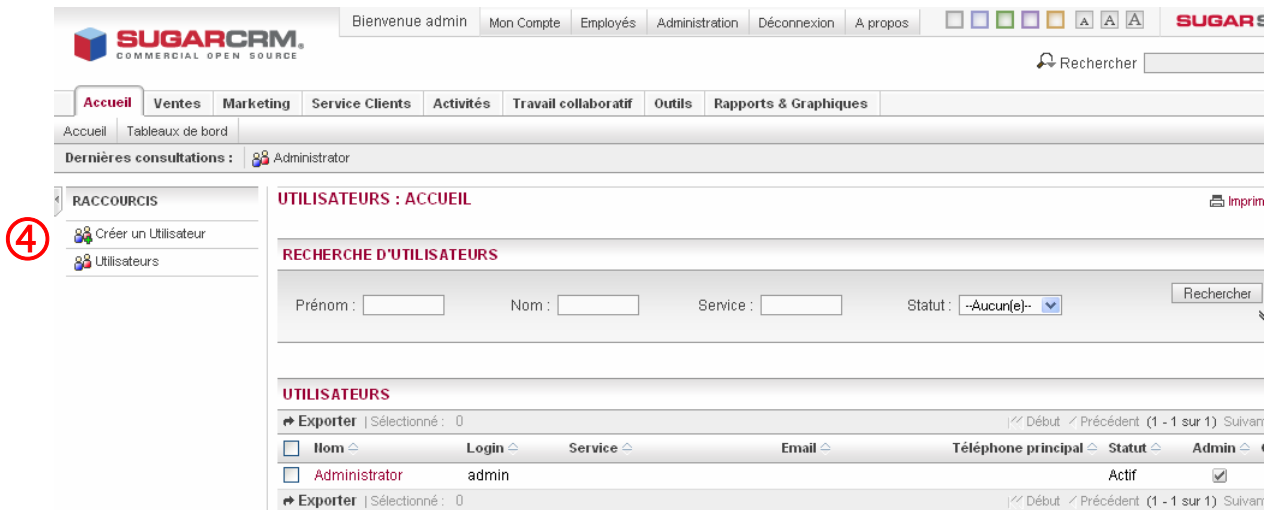 Bienvenue admin Mon Compte Employés Administration Déconnexion A propos A A A SUGAR
SUGARCRM.
COMMERCIAL OPEN SOURCE
Rechercher
Accueil Ventes Marketing Service Clients Activités Travail collaboratif Outils Rapports & Graphiques
Accueil Tableaux de bord
Dernières consultations : Administrator
RACCOURCIS
UTILISATEURS : ACCUEIL
Imprim
④
Créer un Utilisateur
Utilisateurs
RECHERCHE D'UTILISATEURS
Prénom : Nom : Service : Statut : --Aucun(e)-- Rechercher
UTILISATEURS
Exporter | Sélectionné : 0 Début Précédent (1 - 1 sur 1) Suivan
Nom Login Service Email Téléphone principal Statut Admin
Administrator admin Actif
Exporter | Sélectionné : 0 Début Précédent (1 - 1 sur 1) Suivan